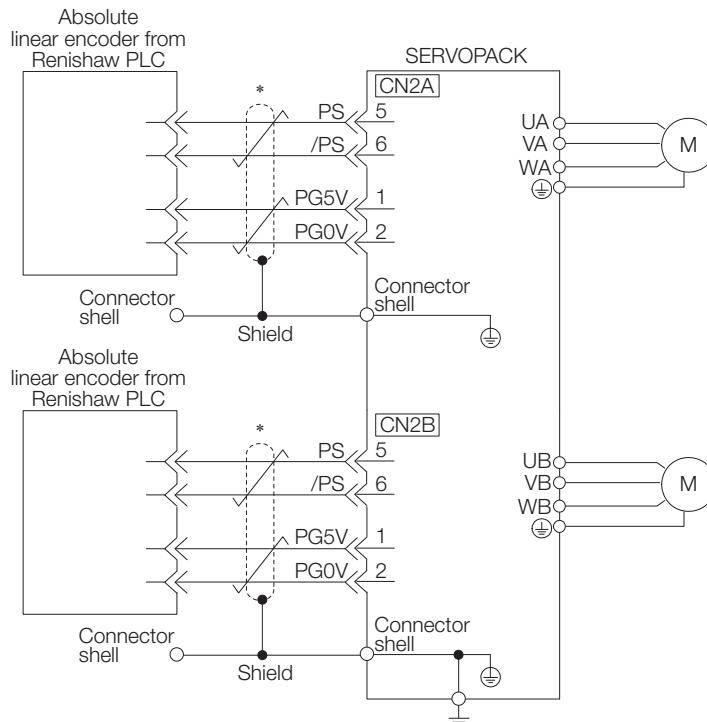 Absolute
linear encoder from
Renishaw PLC
SERVOPACK
*
CN2A
PS
5
/PS
6
PG5V
1
PG0V
2
UA
VA
WA
M
Connector
shell
Connector
shell
Shield
Absolute
linear encoder from
Renishaw PLC
*
CN2B
PS
5
/PS
6
PG5V
1
PG0V
2
UB
VB
WB
M
Connector
shell
Connector
shell
Shield